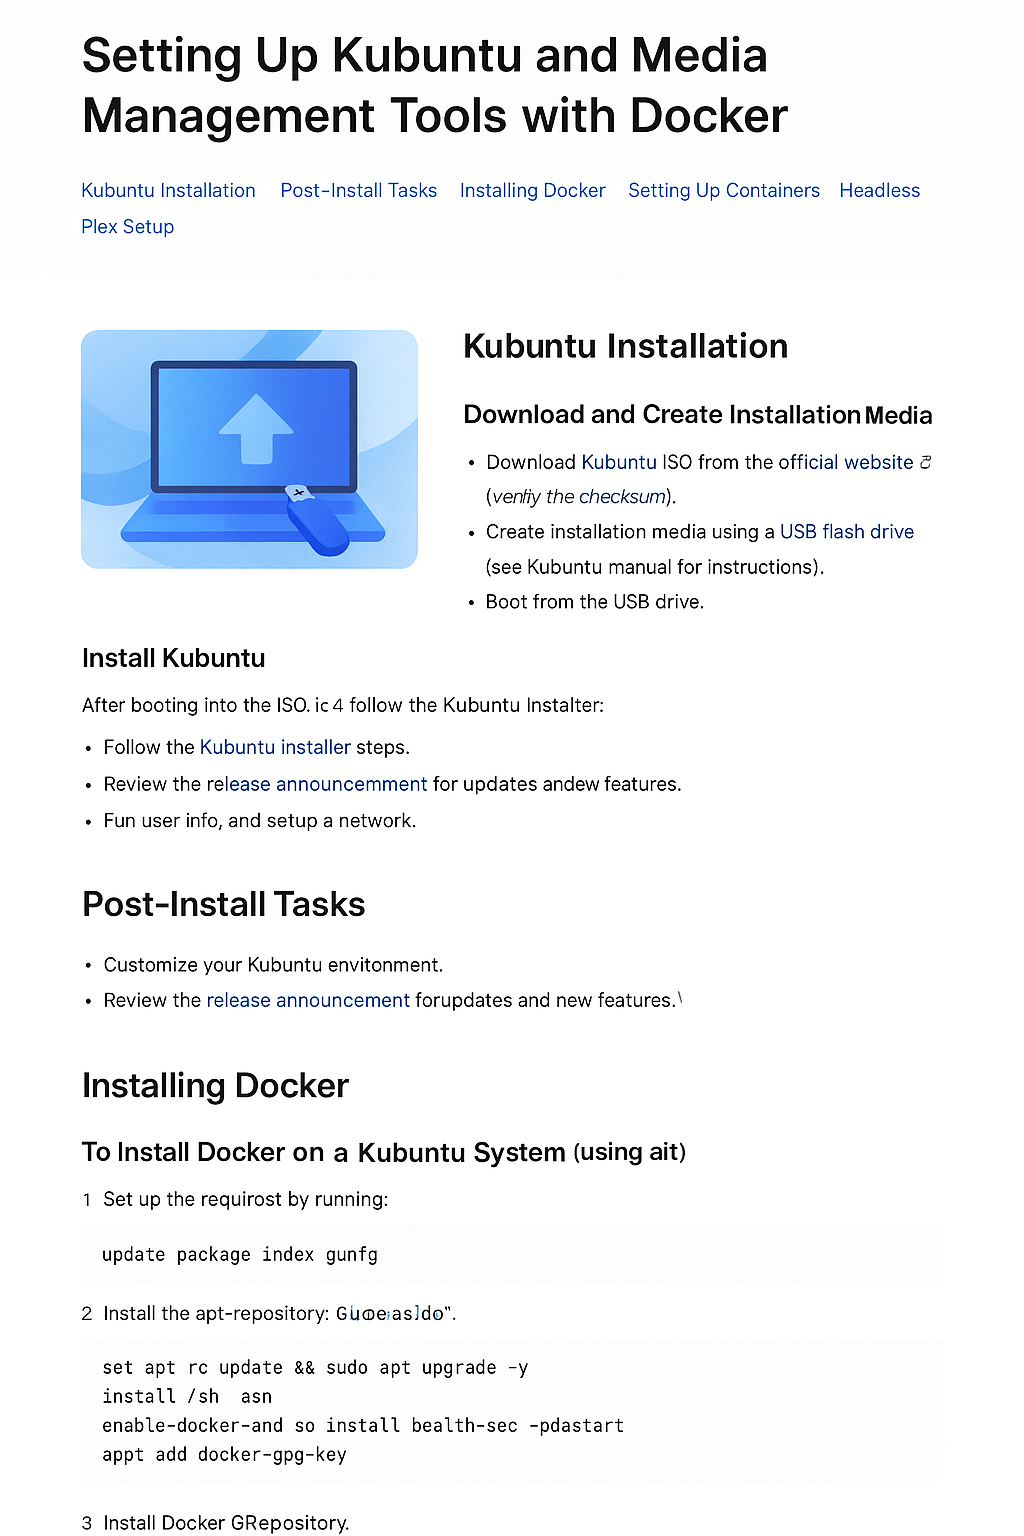 Setting Up Kubuntu and Media
Management Tools with Docker
Kubuntu Installation Post-Install Tasks Installing Docker Setting Up Containers Headless
Plex Setup
Kubuntu Installation
Download and Create Installation Media
• Download Kubuntu ISO from the official website
(venfiy the checksum).
• Create installation media using a USB flash drive
(see Kubuntu manual for instructions).
• Boot from the USB drive.
Install Kubuntu
After booting into the ISO. ic 4 follow the Kubuntu Instalter:
• Follow the Kubuntu installer steps.
• Review the release announcemment for updates andew features.
• Fun user info, and setup a network.
Post-Install Tasks
• Customize your Kubuntu envitonment.
• Review the release announcement forupdates and new features.\
Installing Docker
To Install Docker on a Kubuntu System (using ait)
1 Set up the requirost by running:
update package index gunfg
2 Install the apt-repository:
set apt rc update && sudo apt upgrade -y
install /sh asn
enable-docker-and so install bealth-sec -pdastart
appt add docker-gpg-key
3 Install Docker GRepository.